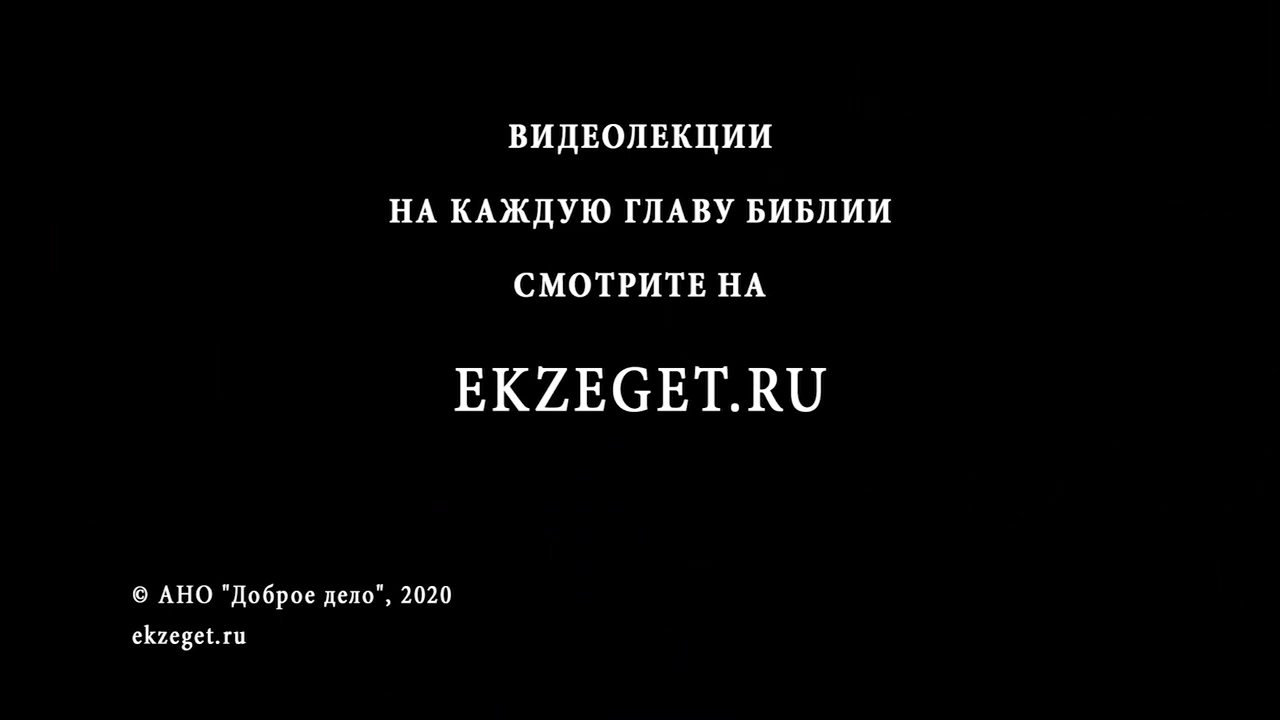 ВИДЕОЛЕКЦИИ
НА КАЖДУЮ ГЛАВУ БИБЛИИ
СМОТРИТЕ НА
EKZEGET.RU
© АНО "Доброе дело", 2020
ekzeget.ru